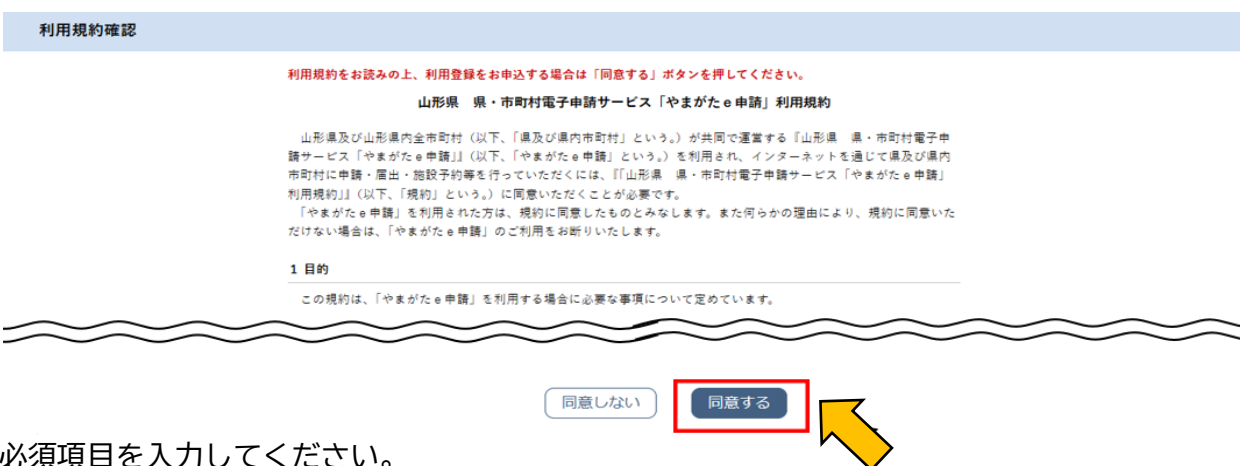 利用規約確認
利用規約をお読みの上、利用登録をお申込する場合は「同意する」ボタンを押してください。
山形県　県・市町村電子申請サービス「やまがたｅ申請」利用規約
　山形県及び山形県内全市町村（以下、「県及び県内市町村」という。）が共同で運営する『山形県　県・市町村電子申
請サービス「やまがたｅ申請」』（以下、「やまがたｅ申請」という。）を利用され、インターネットを通じて県及び県内
市町村に申請・届出・施設予約等を行っていただくには、『「山形県　県・市町村電子申請サービス「やまがたｅ申請」
利用規約」』（以下、「規約」という。）に同意いただくことが必要です。
　「やまがたｅ申請」を利用された方は、規約に同意したものとみなします。また何らかの理由により、規約に同意いた
だけない場合は、「やまがたｅ申請」のご利用をお断りいたします。
1 目的
　この規約は、「やまがたｅ申請」を利用する場合に必要な事項について定めています。
同意しない
同意する
必須項目を入力してください。